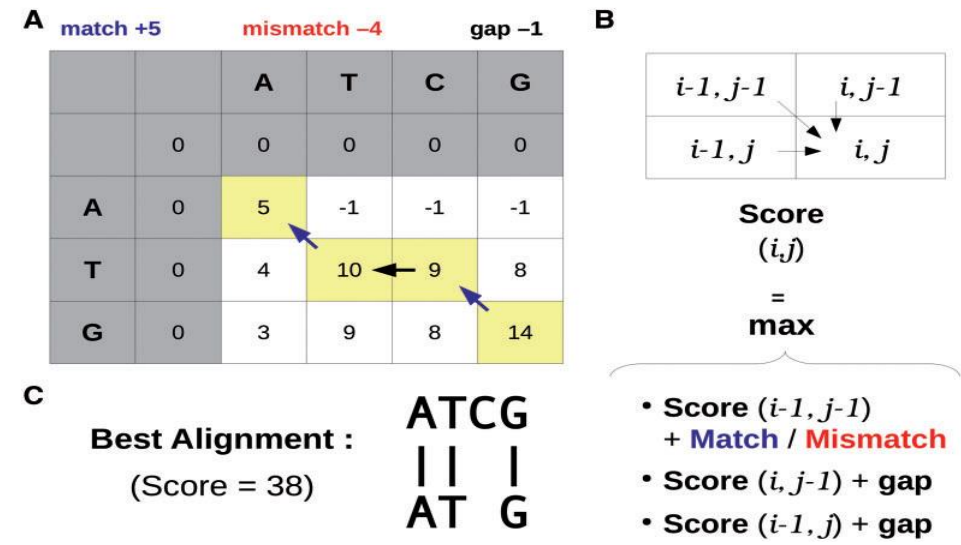 A
match +5 mismatch –4 gap –1
A T C G
0 0 0 0 0
A 0 5 -1 -1 -1
T 0 4 10 9 8
G 0 3 9 8 14
B
i-1, j-1 i, j-1
i-1, j i, j
Score
(i,j)
=
max
• Score (i-1, j-1)
+ Match / Mismatch
• Score (i, j-1) + gap
• Score (i-1, j) + gap
C
Best Alignment :
(Score = 38)
ATCG
AT G